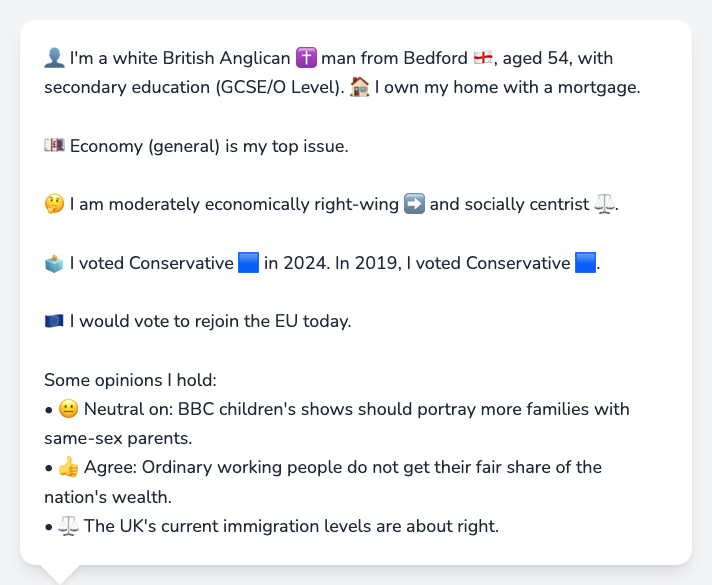 👤 I'm a white British Anglican ✝️ man from Bedford 🏴󠁧󠁢󠁥󠁮󠁧󠁿, aged 54, with
secondary education (GCSE/O Level). 🏠 I own my home with a mortgage.
💷 Economy (general) is my top issue.
🤔 I am moderately economically right-wing ➡️ and socially centrist ⚖️.
🗳️ I voted Conservative 🟦 in 2024. In 2019, I voted Conservative 🟦.
🇪🇺 I would vote to rejoin the EU today.
Some opinions I hold:
• 😐 Neutral on: BBC children's shows should portray more families with
same-sex parents.
• 👍 Agree: Ordinary working people do not get their fair share of the
nation's wealth.
• ⚖️ The UK's current immigration levels are about right.